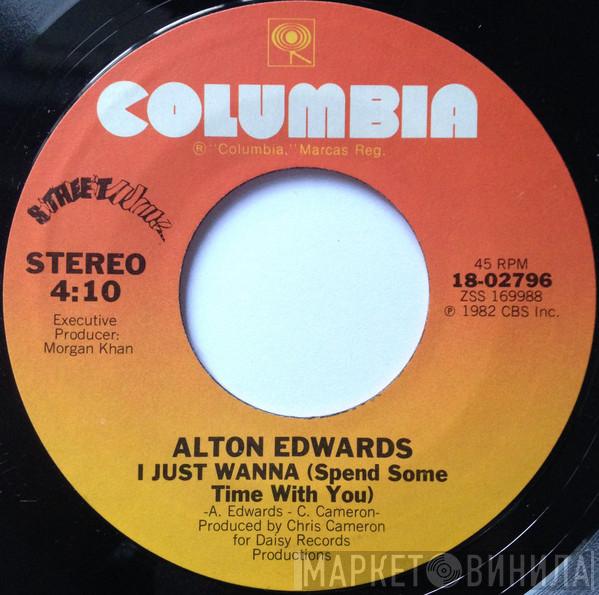 COLUMBIA
® "Columbia," Marcas Reg.
STREETWAVE...
STEREO
4:10
Executive
Producer:
Morgan Khan
45 RPM
18-02796
ZSS 169988
℗ 1982 CBS Inc.
ALTON EDWARDS
I JUST WANNA (Spend Some
Time With You)
-A. Edwards - C. Cameron-
Produced by Chris Cameron
for Daisy Records
Productions
МАРКЕТ ВИНИЛА